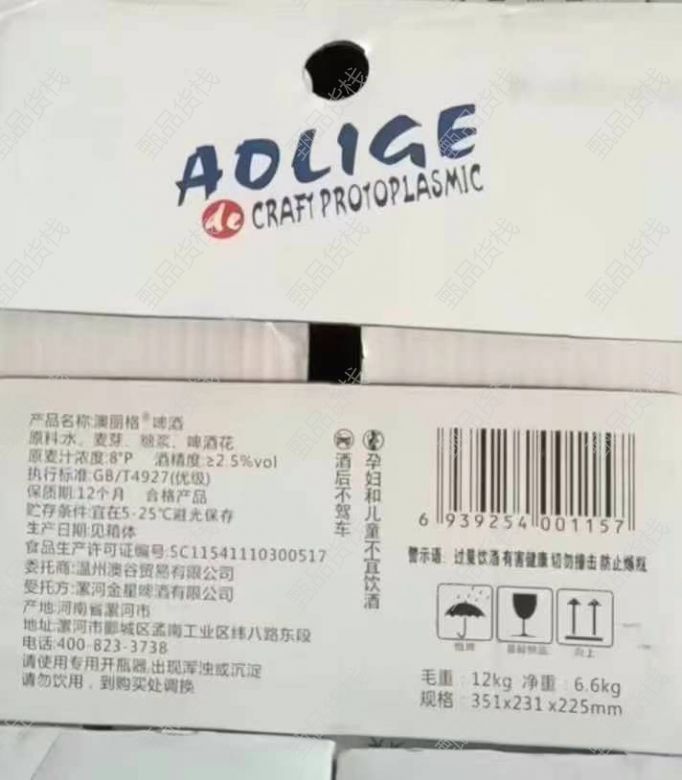 AOLIGE
de CRAFT PROTOPLASMIC
产品名称:澳丽格®啤酒
原料水、麦芽、糖浆、啤酒花
原麦汁浓度:8°P 酒精度:≥2.5%vol
执行标准:GB/T4927(优级)
保质期:12个月 合格产品
贮存条件:宜在5-25℃避光保存
生产日期:见箱体
食品生产许可证编号:SC11541110300517
委托商:温州澳谷贸易有限公司
受托方:漯河金星啤酒有限公司
产地:河南省漯河市
地址:漯河市郾城区孟南工业区纬八路东段
电话:400-823-3738
请使用专用开瓶器,出现浑浊或沉淀
请勿饮用,到购买处调换
酒后不驾车
孕妇和儿童不宜饮酒
6 939254 001157
警示语:过量饮酒有害健康 切勿撞击 防止爆瓶
向上
毛重:12kg 净重:6.6kg
规格:351x231x225mm
甄品货栈